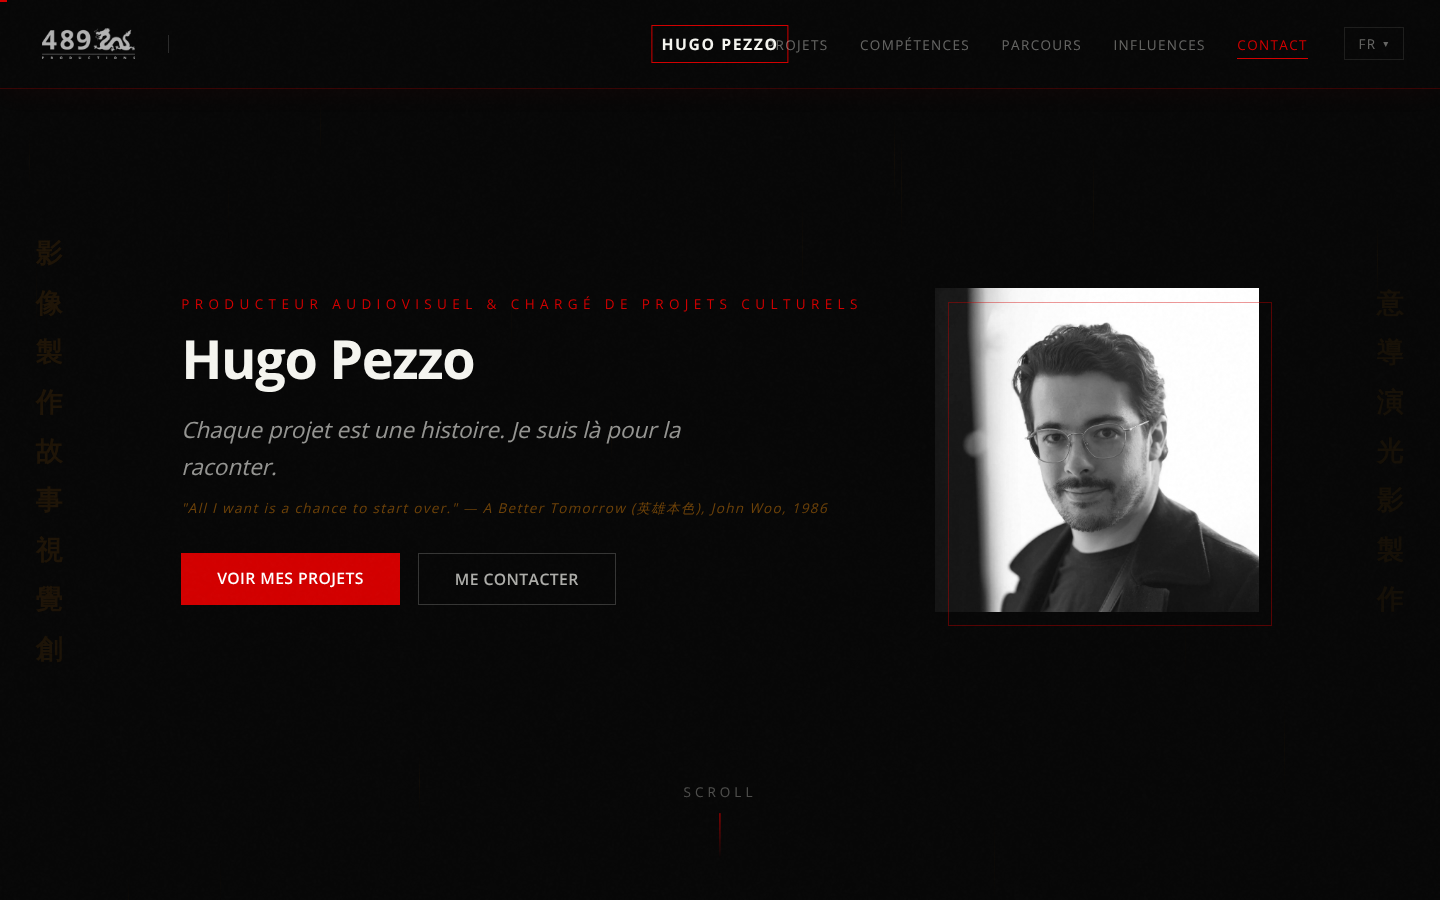 489
PRODUCTIONS
HUGO PEZZO
ROJETS
COMPÉTENCES
PARCOURS
INFLUENCES
CONTACT
FR ▾
影
像
製
作
故
事
視
覺
創
PRODUCTEUR AUDIOVISUEL & CHARGÉ DE PROJETS CULTURELS
Hugo Pezzo
Chaque projet est une histoire. Je suis là pour la
raconter.
"All I want is a chance to start over." — A Better Tomorrow (英雄本色), John Woo, 1986
VOIR MES PROJETS
ME CONTACTER
意
導
演
光
影
製
作
SCROLL